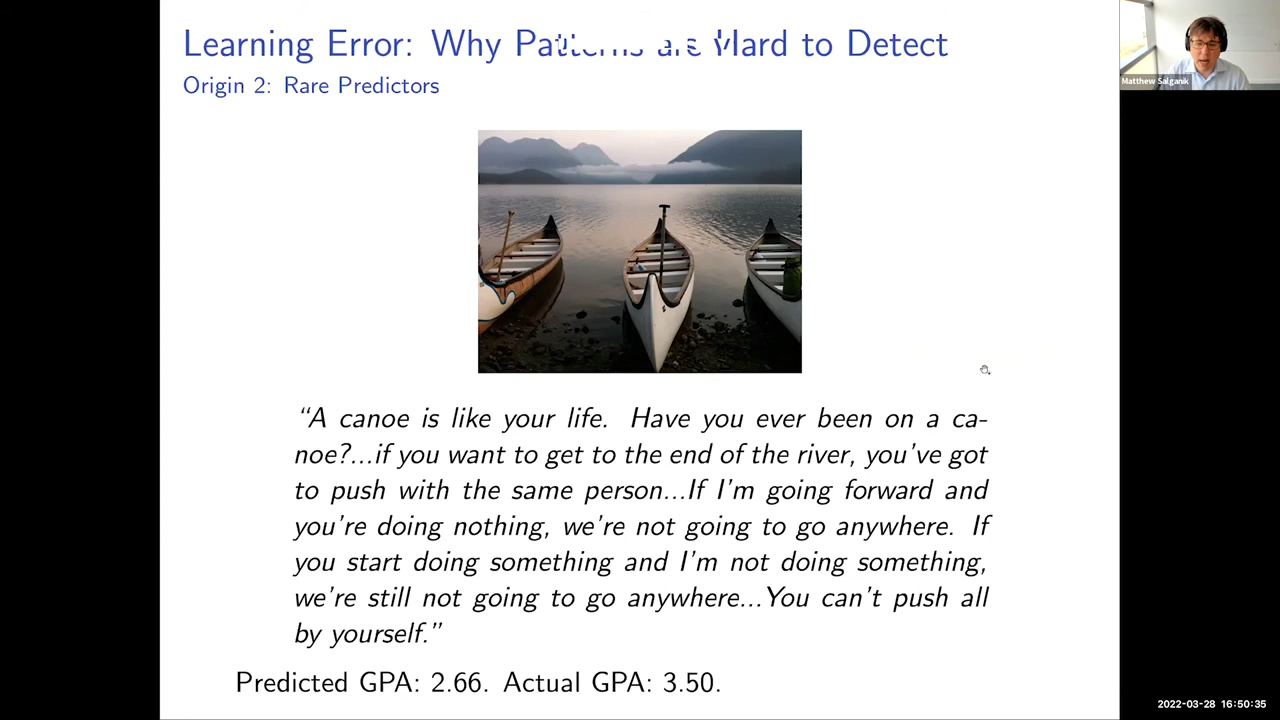 Learning Error: Why Patterns are Hard to Detect
Origin 2: Rare Predictors
Matthew Salganik
“A canoe is like your life. Have you ever been on a ca-
noe?...if you want to get to the end of the river, you’ve got
to push with the same person...If I’m going forward and
you’re doing nothing, we’re not going to go anywhere. If
you start doing something and I’m not doing something,
we’re still not going to go anywhere...You can’t push all
by yourself.”
Predicted GPA: 2.66. Actual GPA: 3.50.
2022-03-28 16:50:35